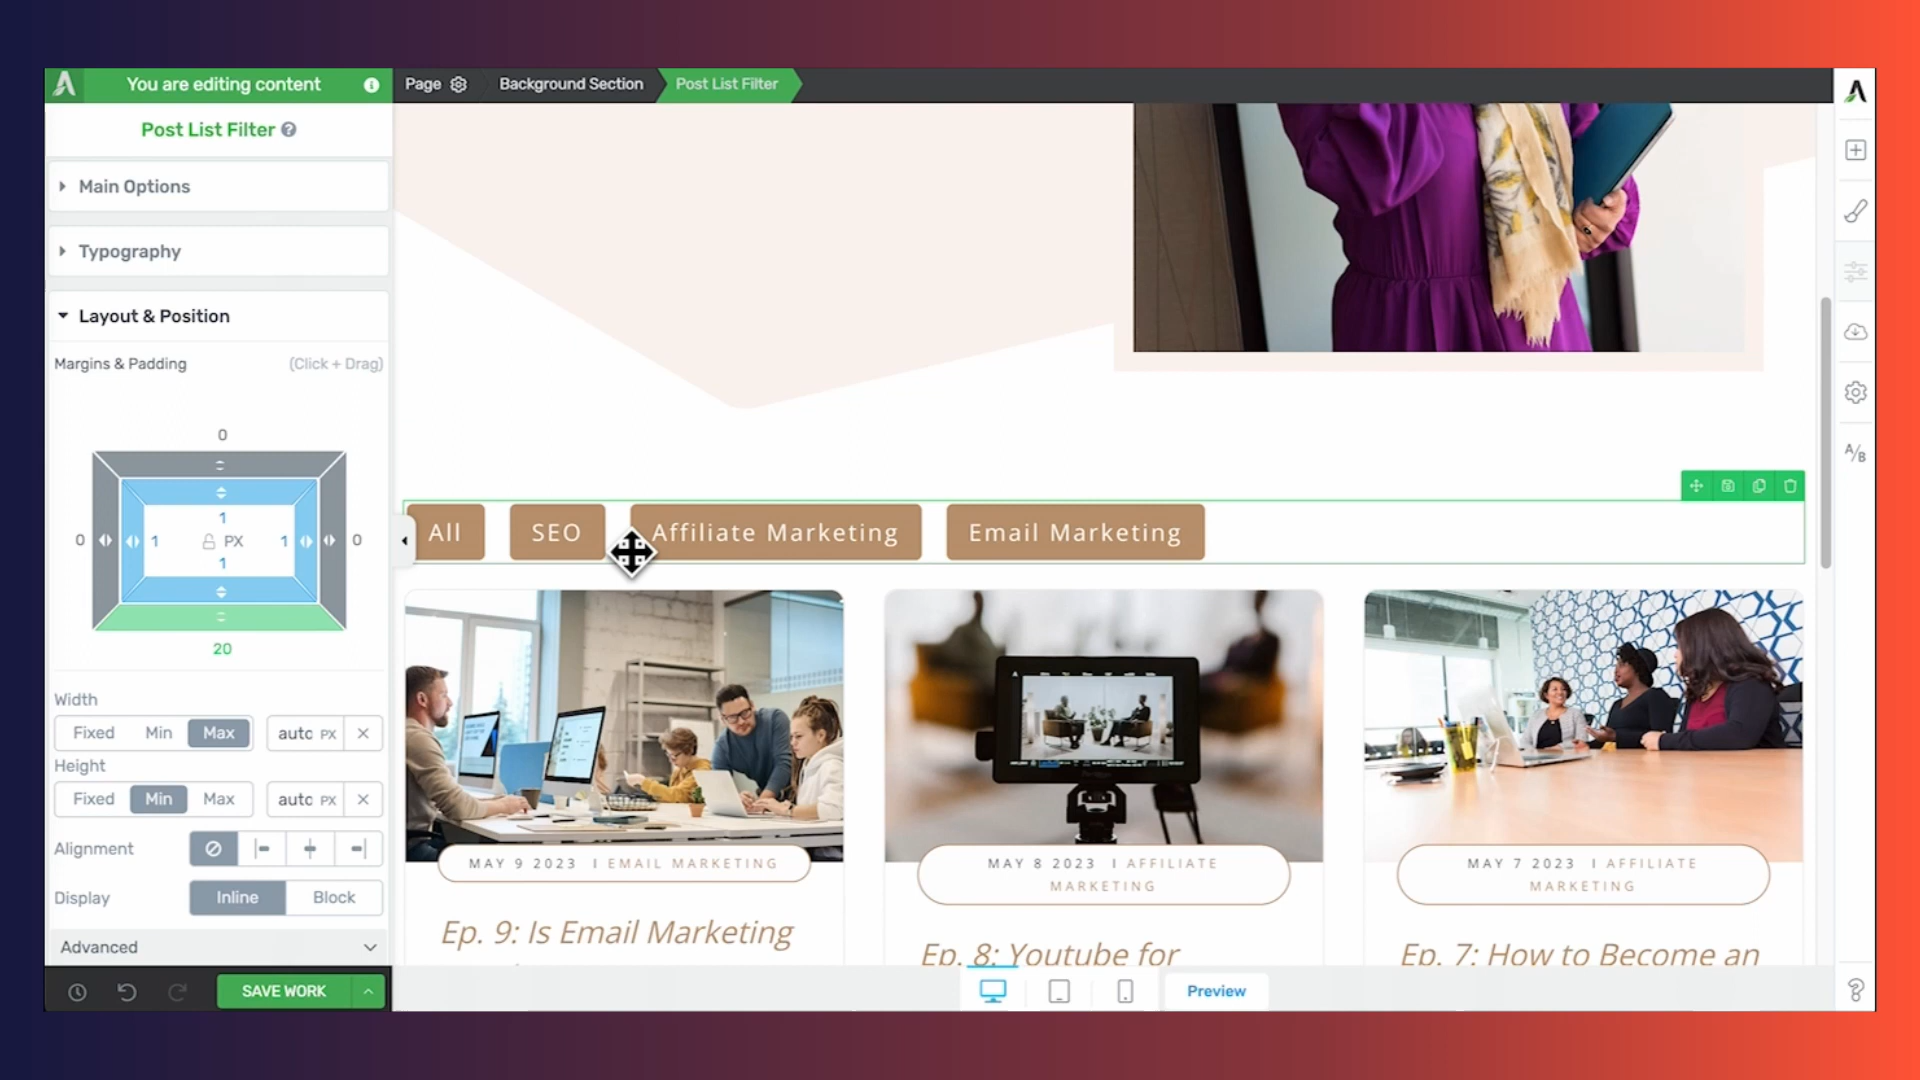 You are editing content
Page
Background Section
Post List Filter
Post List Filter
Main Options
Typography
Layout & Position
Margins & Padding
(Click + Drag)
0
0
1
1
PX
1
0
1
20
Width
Fixed
Min
Max
auto PX
Height
Fixed
Min
Max
auto PX
Alignment
Display
Inline
Block
Advanced
SAVE WORK
A/B
All
SEO
Affiliate Marketing
Email Marketing
MAY 9 2023 | EMAIL MARKETING
Ep. 9: Is Email Marketing
MAY 8 2023 | AFFILIATE
MARKETING
Ep. 8: Youtube for
MAY 7 2023 | AFFILIATE
MARKETING
Ep. 7: How to Become an
Preview